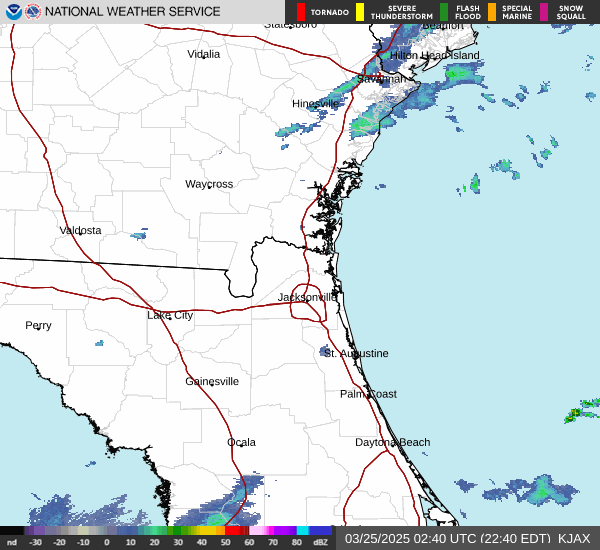 NATIONAL WEATHER SERVICE
TORNADO
SEVERE THUNDERSTORM
FLASH FLOOD
SPECIAL MARINE
SNOW SQUALL
Statesboro
Beaufort
Vidalia
Hilton Head Island
Savannah
Hinesville
Waycross
Valdosta
Jacksonville
Lake City
Perry
St. Augustine
Gainesville
Palm Coast
Ocala
Daytona Beach
nd -30 -20 -10 0 10 20 30 40 50 60 70 80 dBZ
03/25/2025 02:40 UTC (22:40 EDT) KJAX